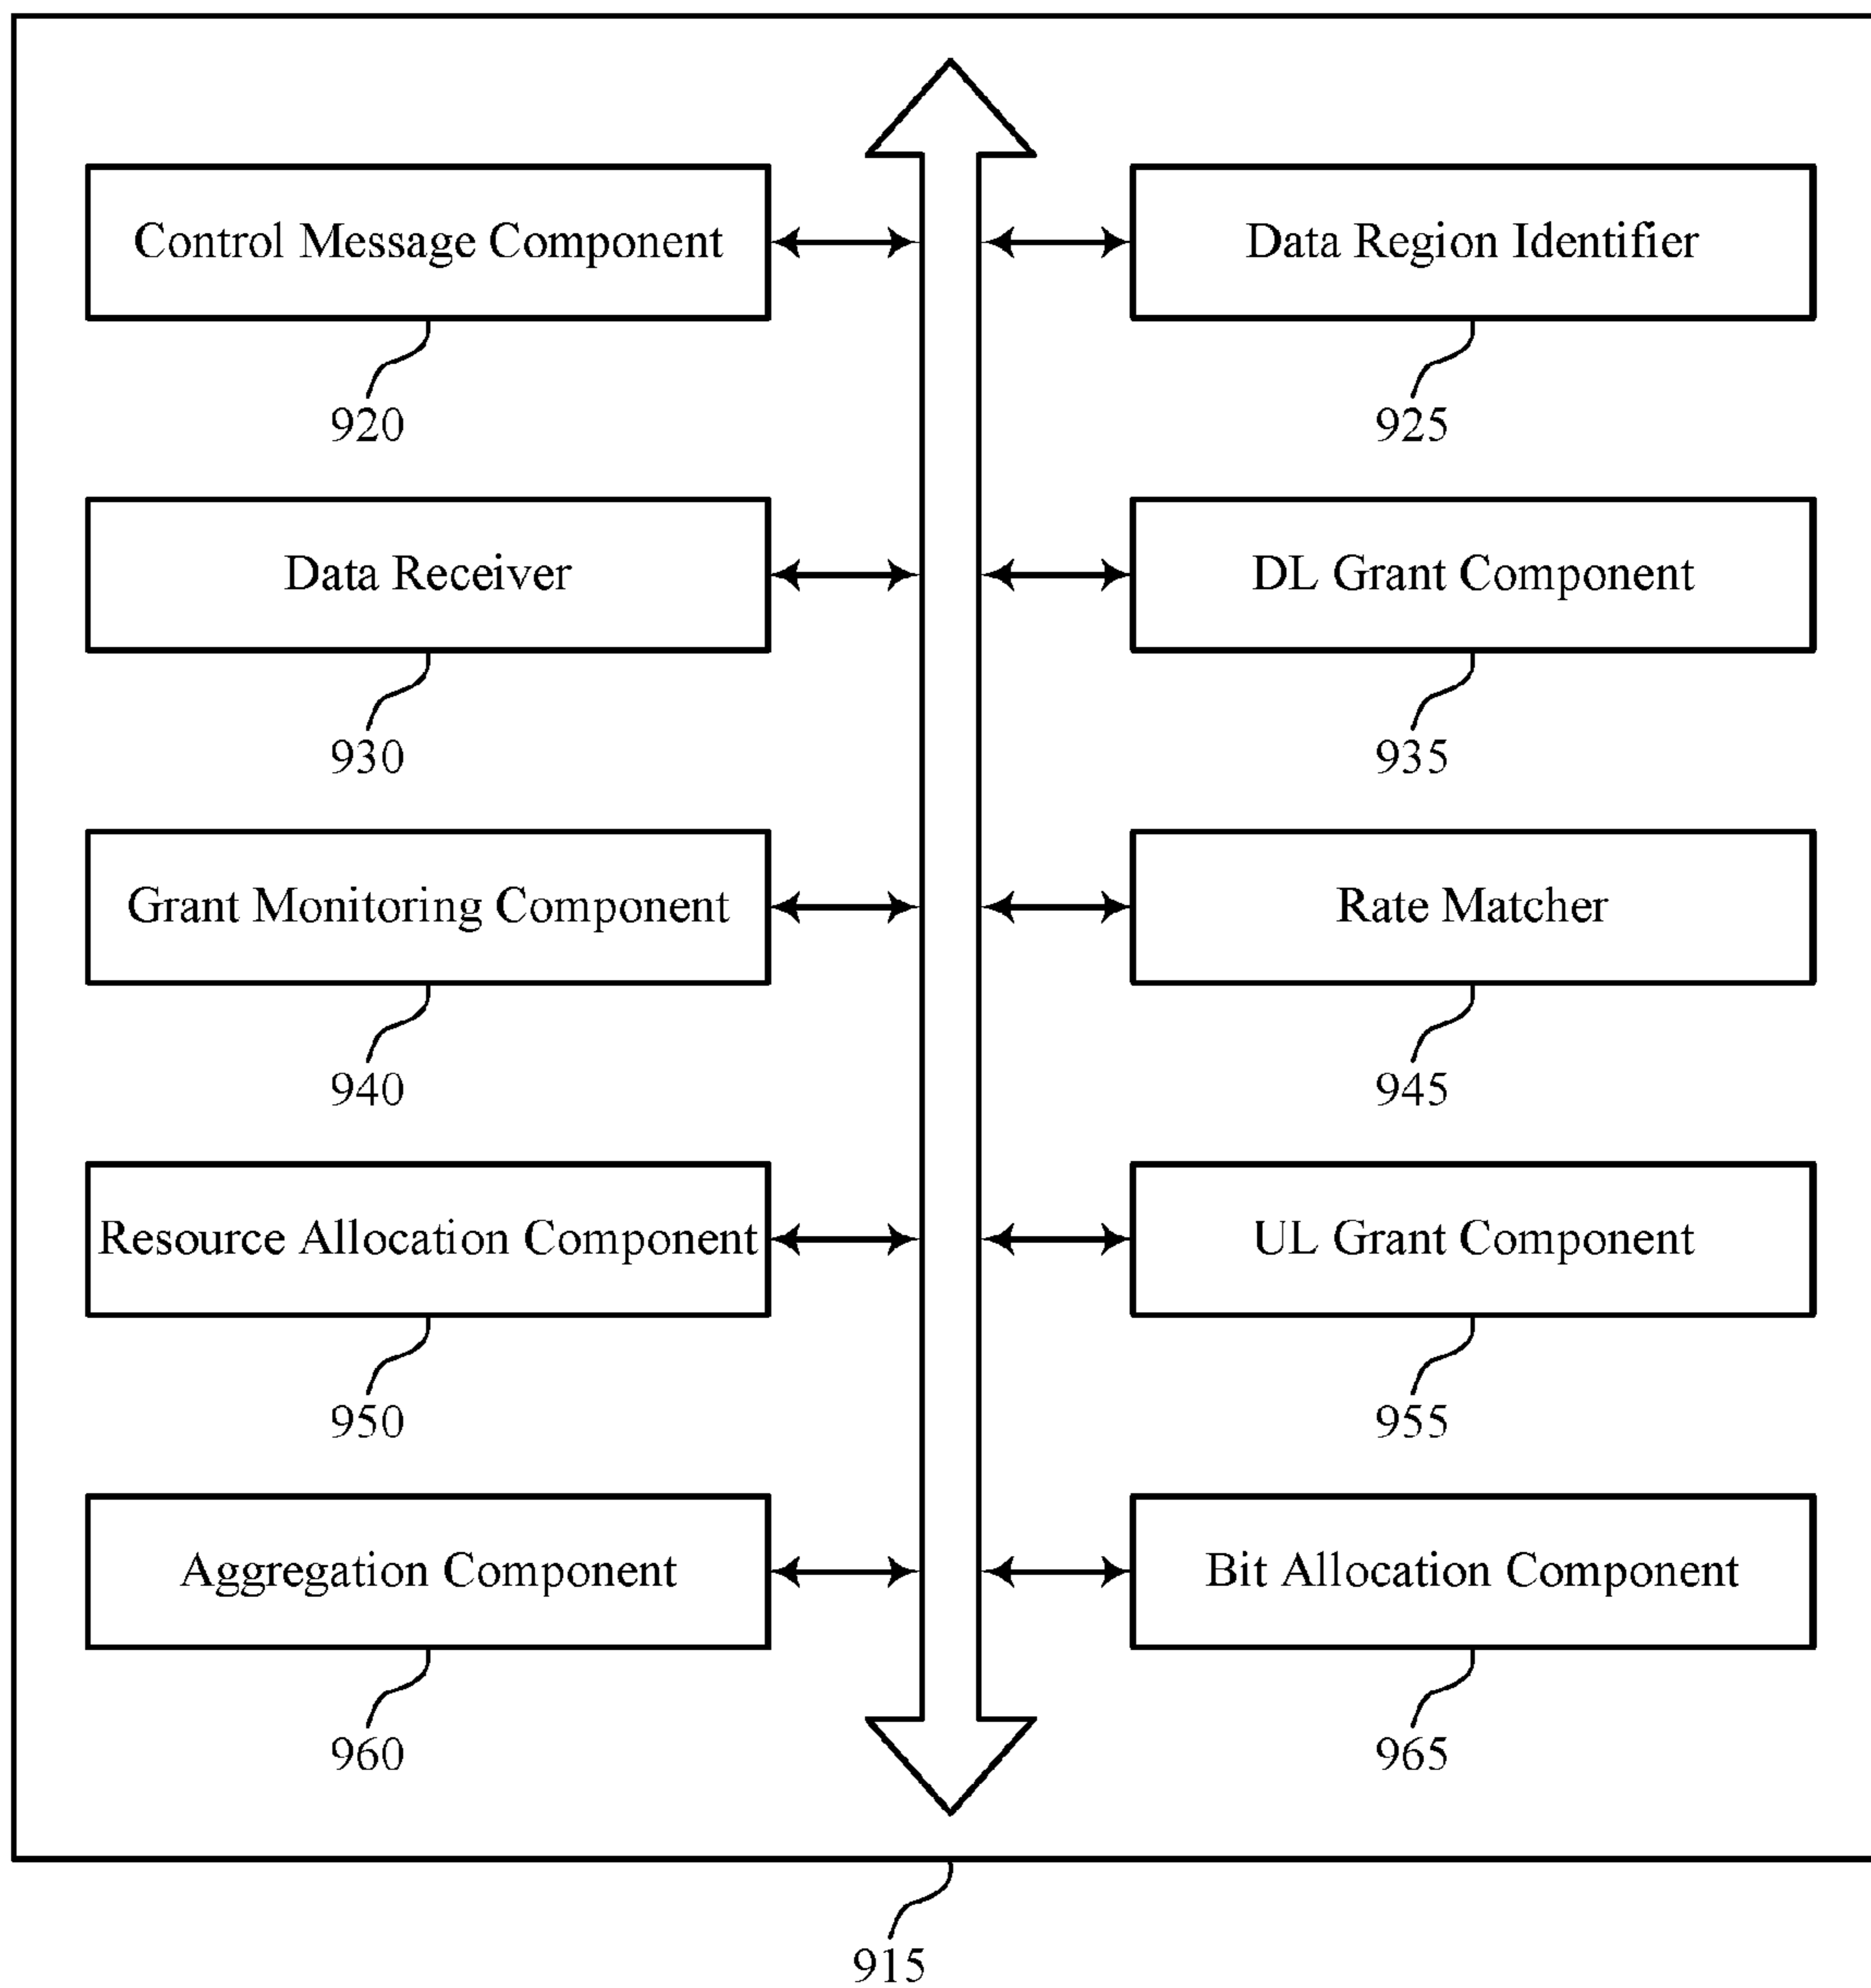 Control Message Component
Data Region Identifier
920
925
Data Receiver
DL Grant Component
930
935
Grant Monitoring Component
Rate Matcher
940
945
Resource Allocation Component
UL Grant Component
950
955
Aggregation Component
Bit Allocation Component
960
965
915